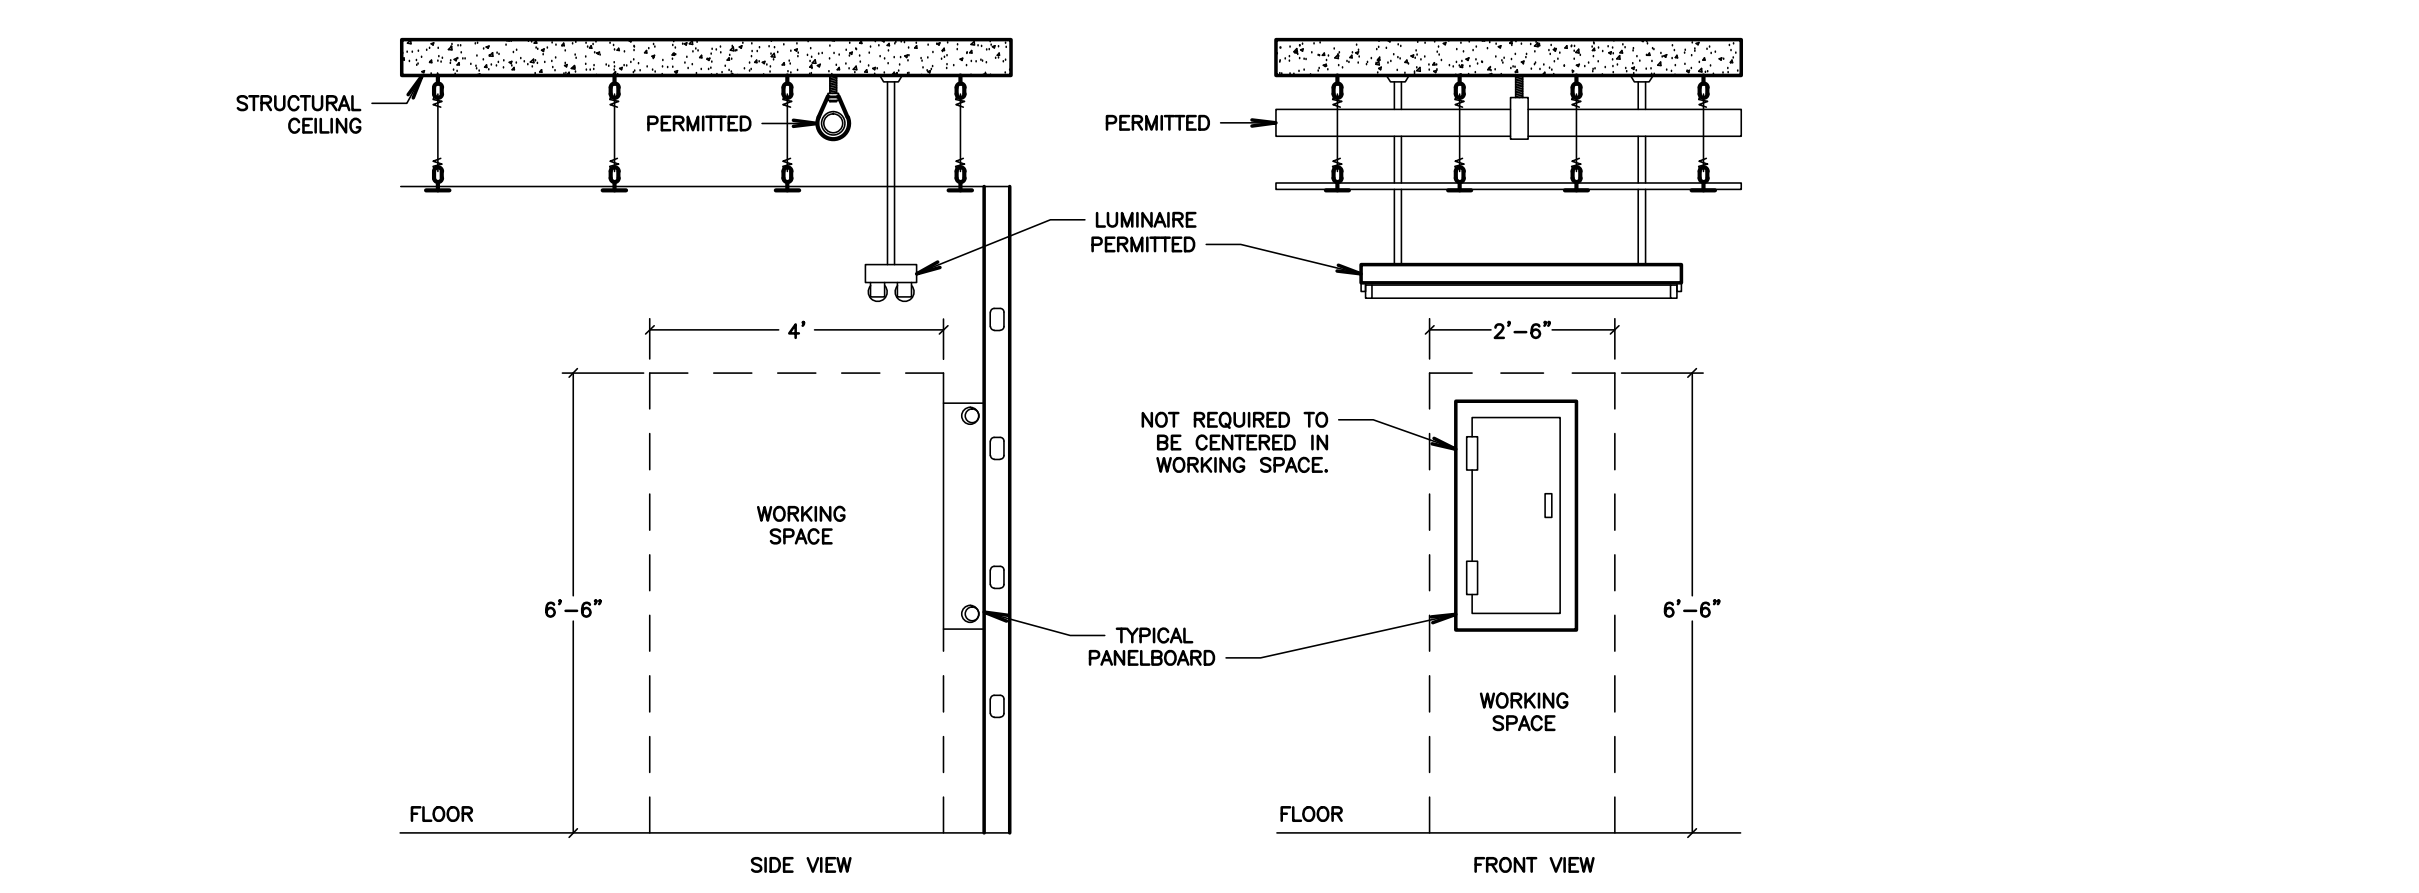 STRUCTURAL
CEILING
PERMITTED
PERMITTED
LUMINAIRE
PERMITTED
4'
2'-6"
NOT REQUIRED TO
BE CENTERED IN
WORKING SPACE.
WORKING
SPACE
6'-6"
6'-6"
TYPICAL
PANELBOARD
WORKING
SPACE
FLOOR
FLOOR
SIDE VIEW
FRONT VIEW